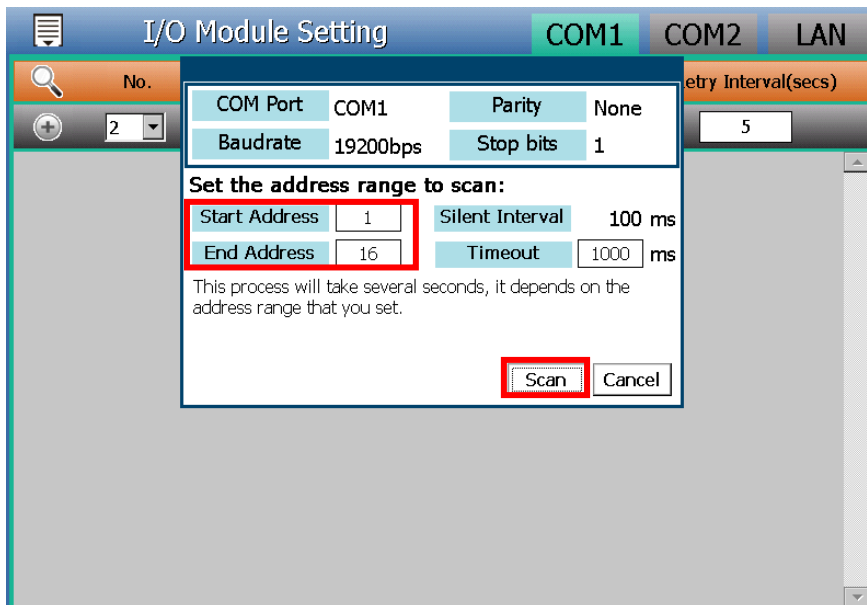 I/O Module Setting COM1 COM2 LAN
No. etry Interval(secs)
2 5
COM Port COM1 Parity None
Baudrate 19200bps Stop bits 1
Set the address range to scan:
Start Address 1 Silent Interval 100 ms
End Address 16 Timeout 1000 ms
This process will take several seconds, it depends on the
address range that you set.
Scan Cancel